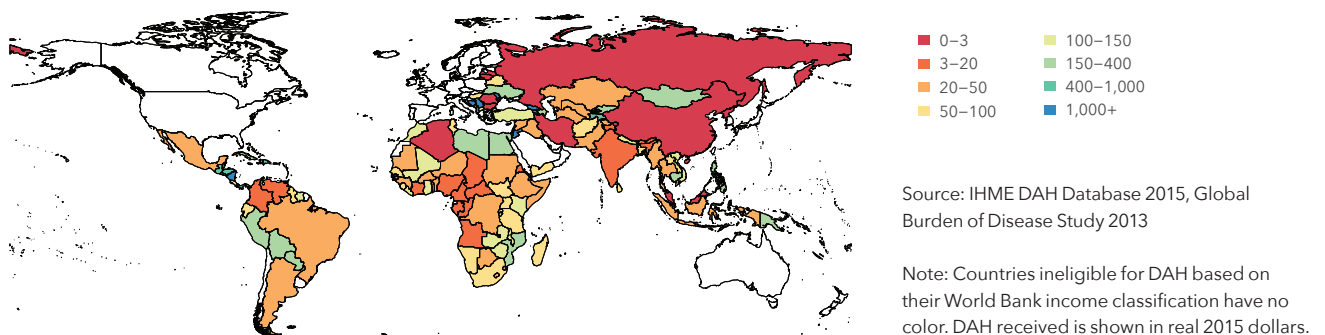 0–3
3–20
20–50
50–100
100–150
150–400
400–1,000
1,000+
Source: IHME DAH Database 2015, Global
Burden of Disease Study 2013
Note: Countries ineligible for DAH based on
their World Bank income classification have no
color. DAH received is shown in real 2015 dollars.